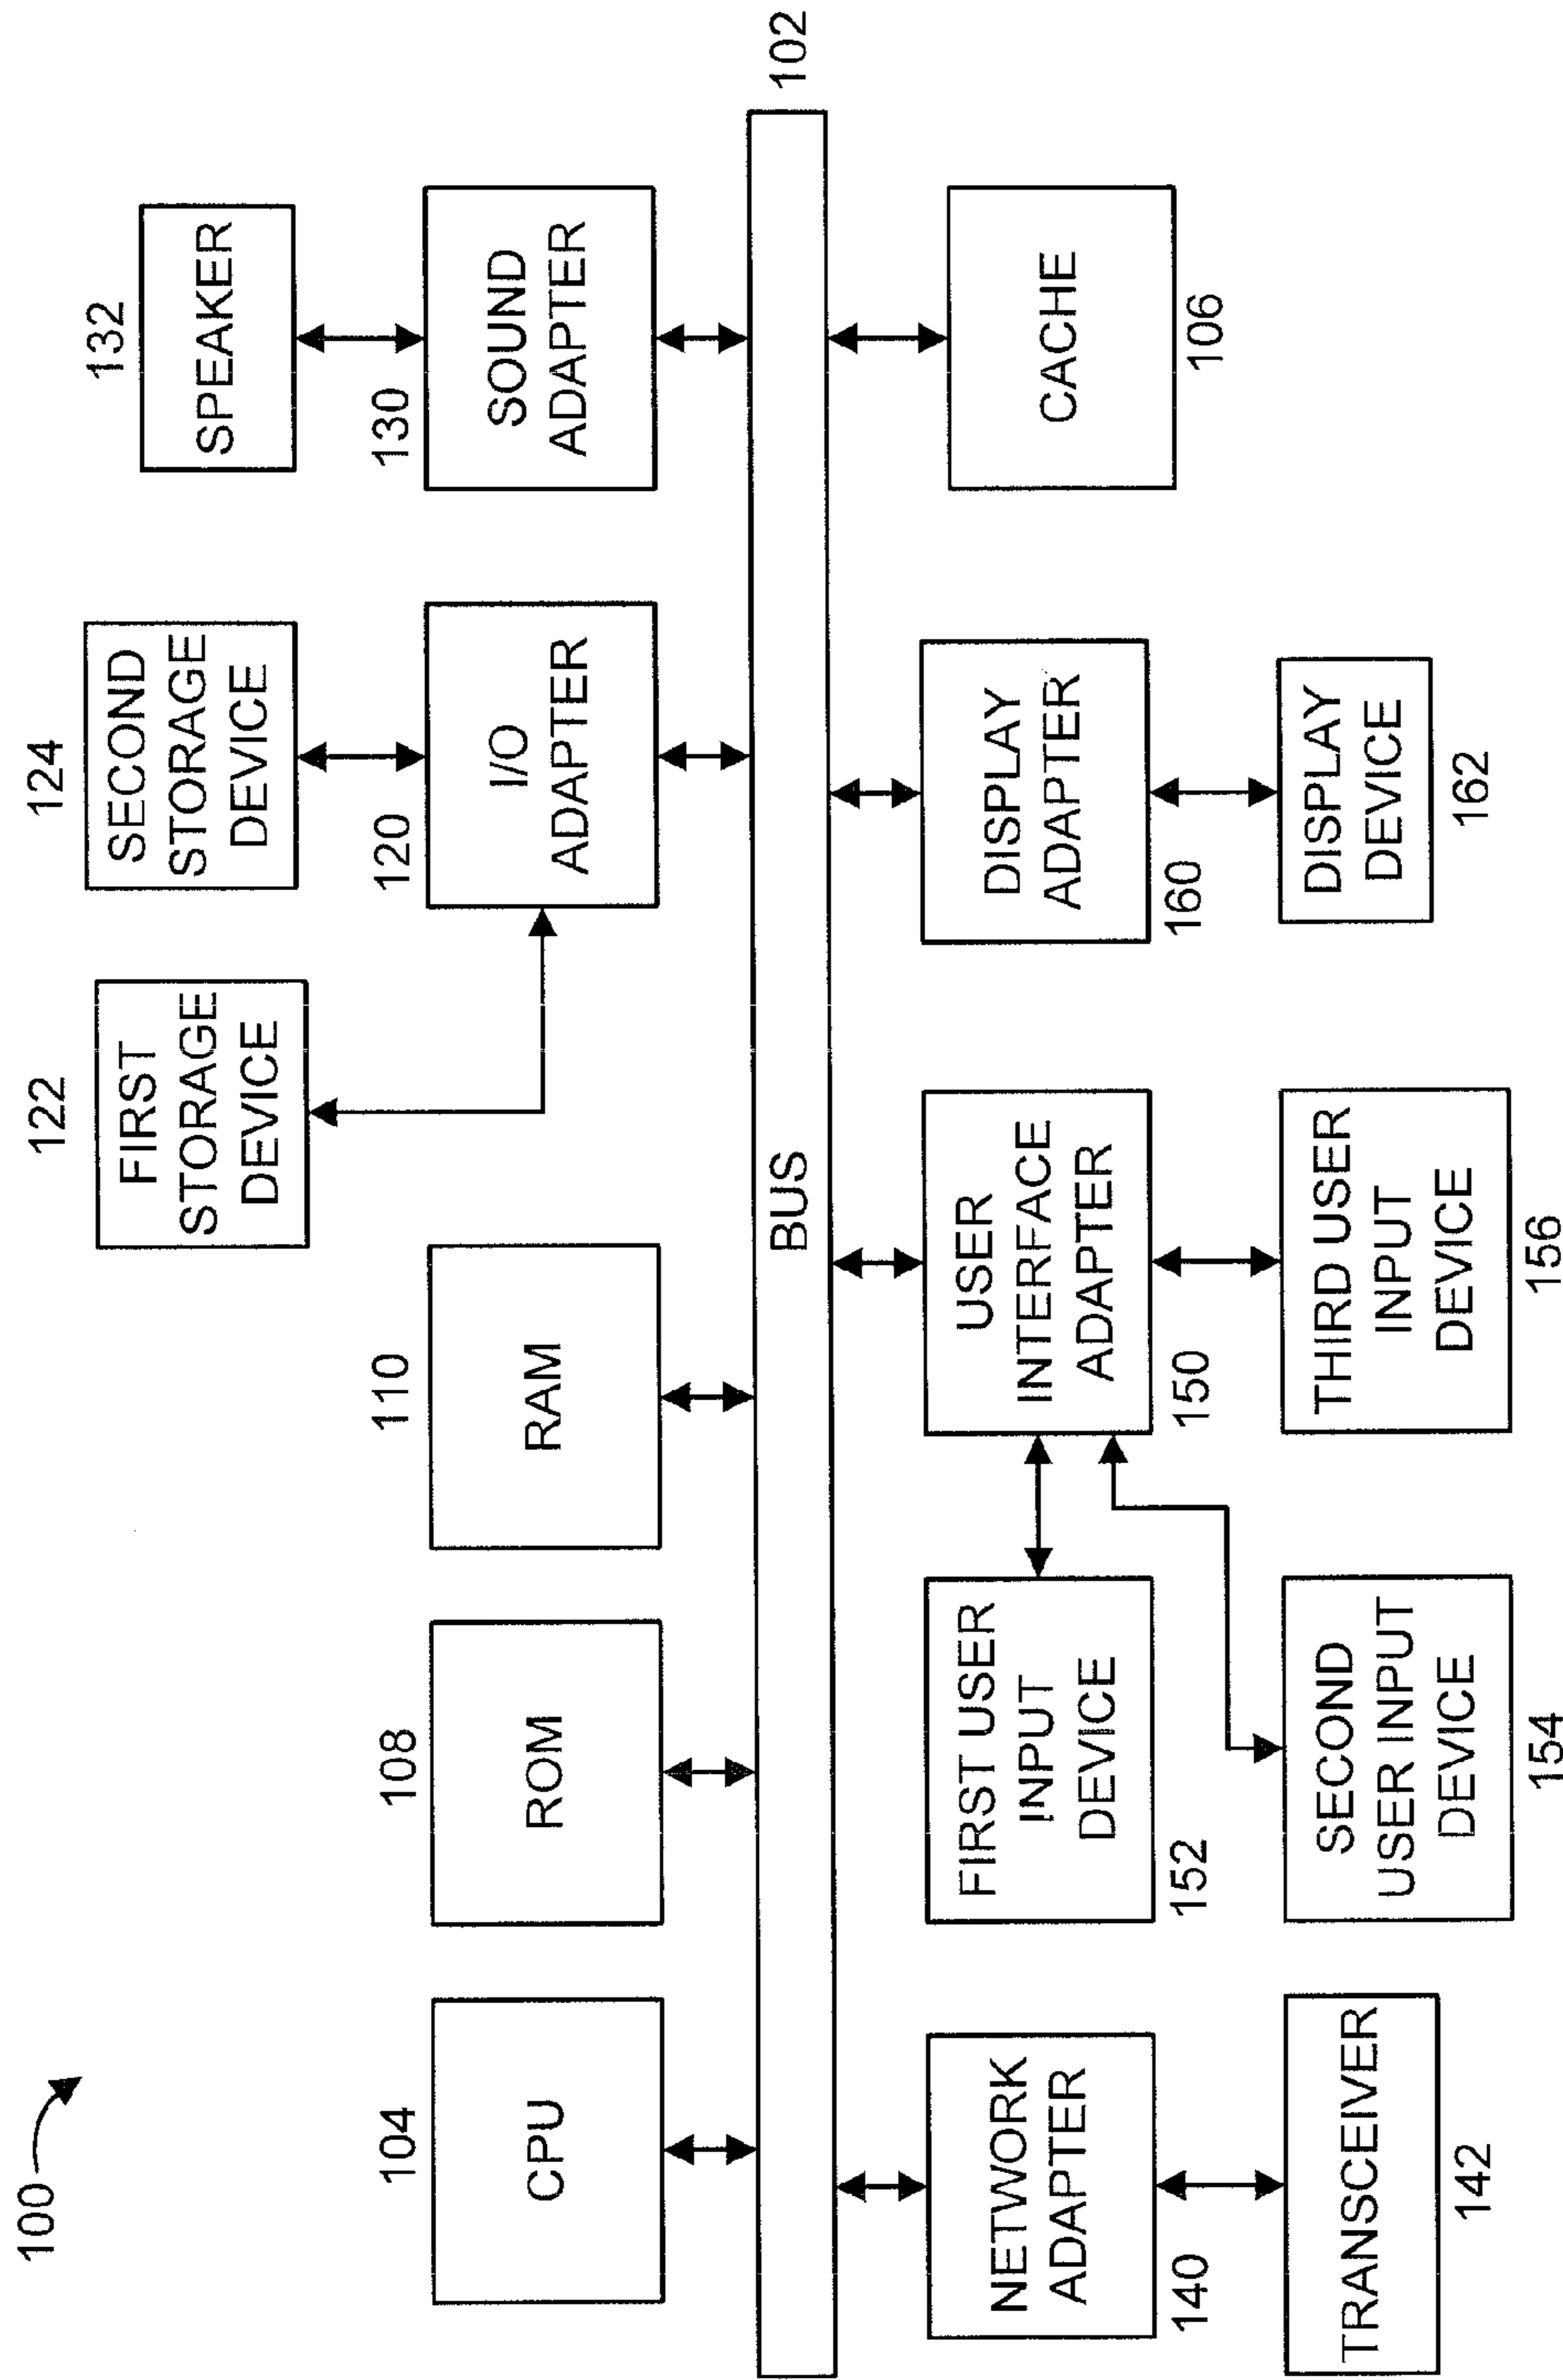 100
104
CPU
108
ROM
110
RAM
122
FIRST
STORAGE
DEVICE
124
SECOND
STORAGE
DEVICE
120
I/O
ADAPTER
132
SPEAKER
130
SOUND
ADAPTER
BUS
102
NETWORK
ADAPTER
140
TRANSCEIVER
142
FIRST USER
INPUT
DEVICE
152
SECOND
USER INPUT
DEVICE
154
USER
INTERFACE
ADAPTER
150
THIRD USER
INPUT
DEVICE
156
DISPLAY
ADAPTER
160
DISPLAY
DEVICE
162
CACHE
106